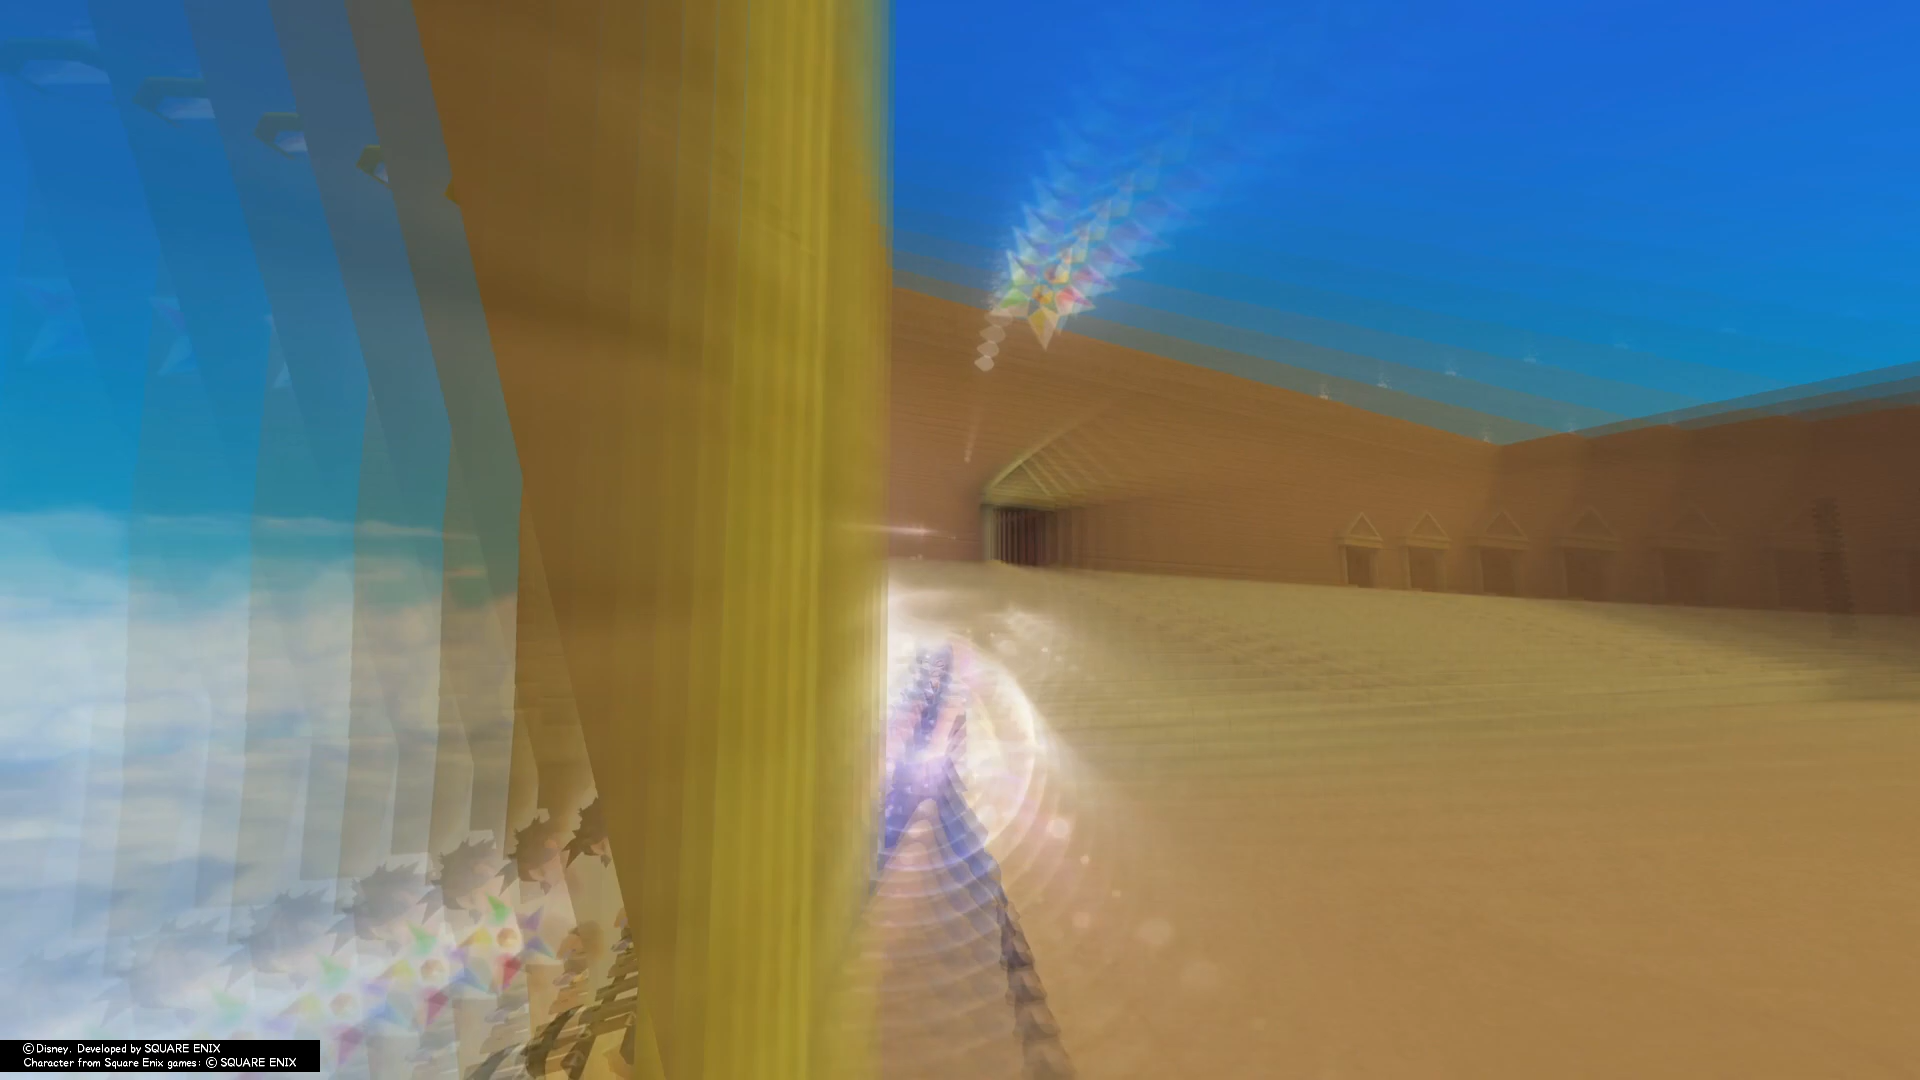 ©Disney. Developed by SQUARE ENIX
Character from Square Enix games: © SQUARE ENIX